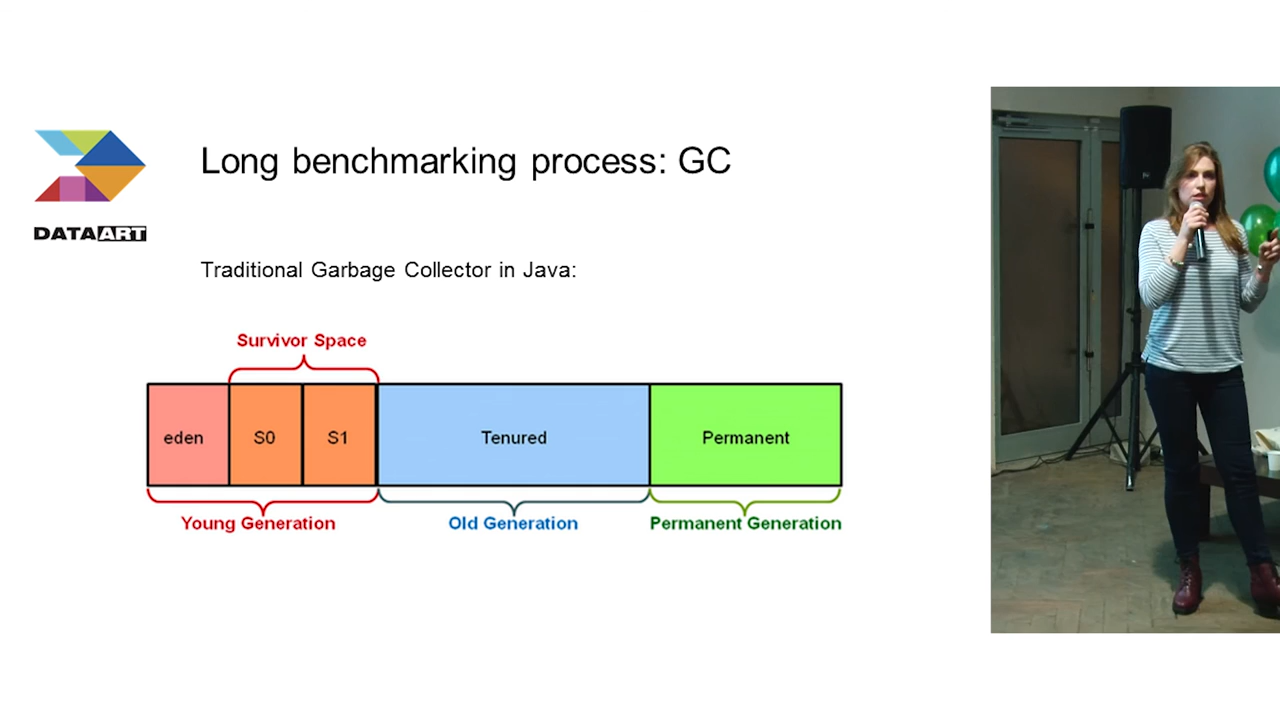 Long benchmarking process: GC
DATAART
Traditional Garbage Collector in Java:
Survivor Space
eden
S0
S1
Tenured
Permanent
Young Generation
Old Generation
Permanent Generation